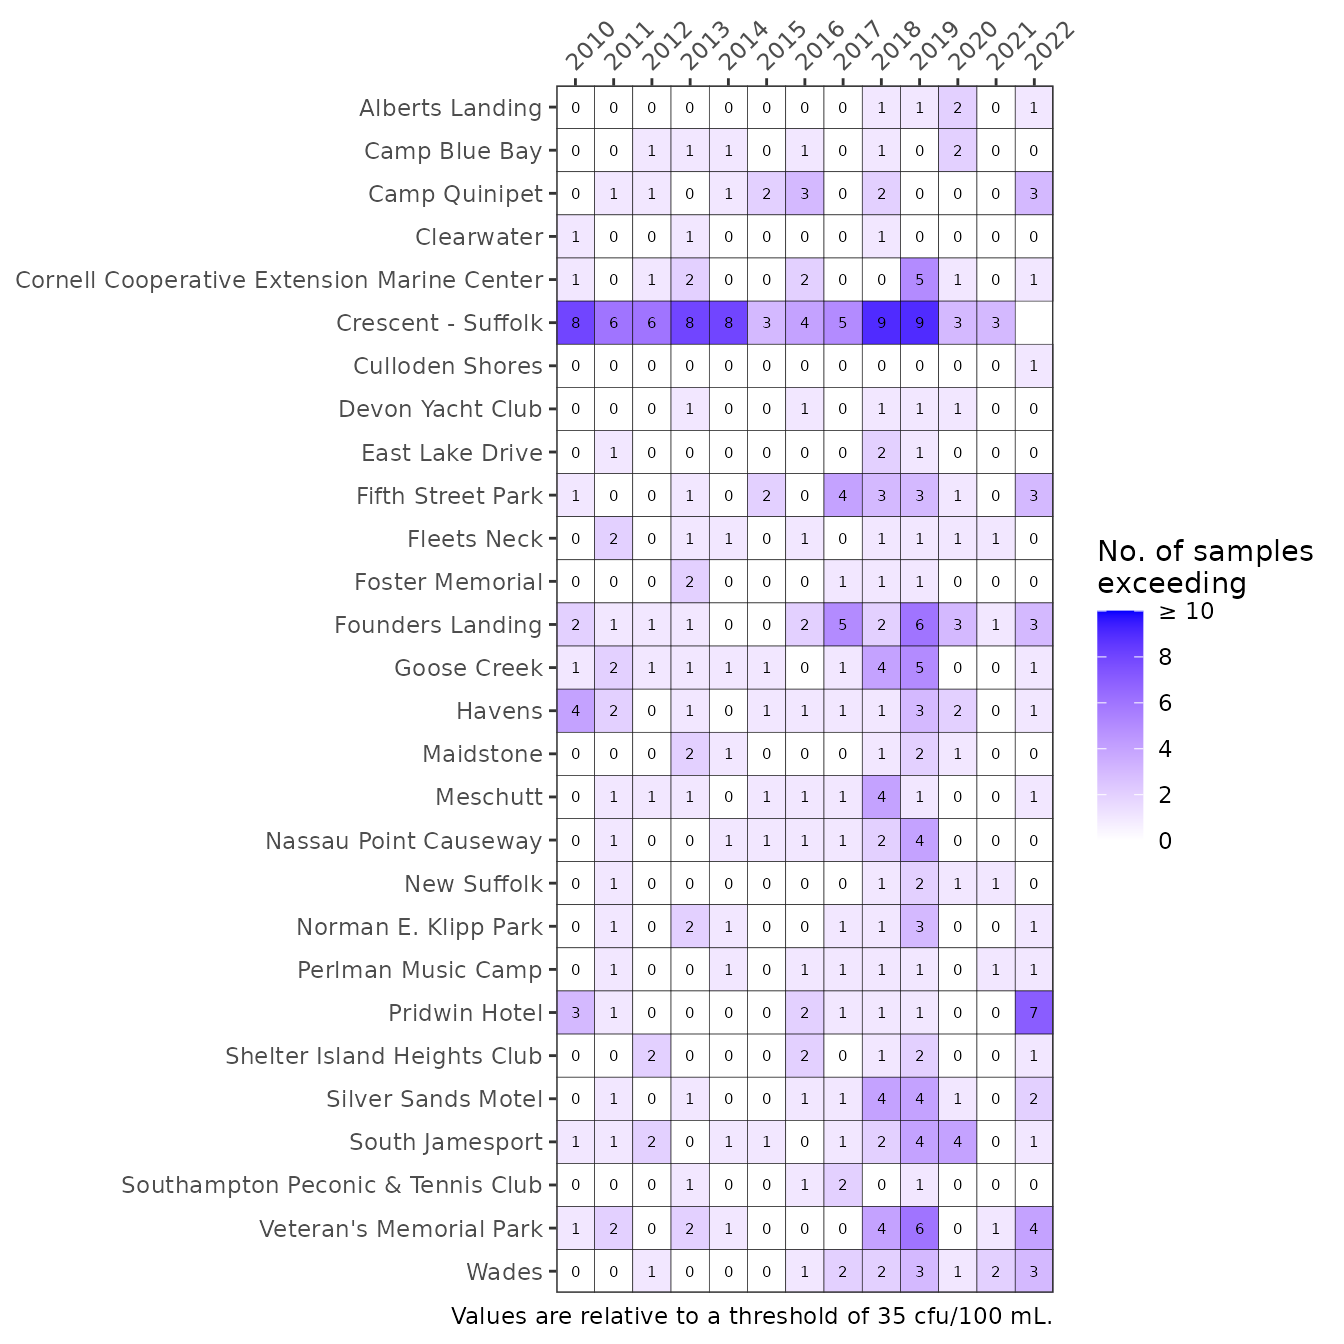 2010 2011 2012 2013 2014 2015 2016 2017 2018 2019 2020 2021 2022
Alberts Landing 0 0 0 0 0 0 0 0 1 1 2 0 1
Camp Blue Bay 0 0 1 1 1 0 1 0 1 0 2 0 0
Camp Quinipet 0 1 1 0 1 2 3 0 2 0 0 0 3
Clearwater 1 0 0 1 0 0 0 0 1 0 0 0 0
Cornell Cooperative Extension Marine Center 1 0 1 2 0 0 2 0 0 5 1 0 1
Crescent - Suffolk 8 6 6 8 8 3 4 5 9 9 3 3
Culloden Shores 0 0 0 0 0 0 0 0 0 0 0 0 1
Devon Yacht Club 0 0 0 1 0 0 1 0 1 1 1 0 0
East Lake Drive 0 1 0 0 0 0 0 0 2 1 0 0 0
Fifth Street Park 1 0 0 1 0 2 0 4 3 3 1 0 3
Fleets Neck 0 2 0 1 1 0 1 0 1 1 1 1 0
Foster Memorial 0 0 0 2 0 0 0 1 1 1 0 0 0
Founders Landing 2 1 1 1 0 0 2 5 2 6 3 1 3
Goose Creek 1 2 1 1 1 1 0 1 4 5 0 0 1
Havens 4 2 0 1 0 1 1 1 1 3 2 0 1
Maidstone 0 0 0 2 1 0 0 0 1 2 1 0 0
Meschutt 0 1 1 1 0 1 1 1 4 1 0 0 1
Nassau Point Causeway 0 1 0 0 1 1 1 1 2 4 0 0 0
New Suffolk 0 1 0 0 0 0 0 0 1 2 1 1 0
Norman E. Klipp Park 0 1 0 2 1 0 0 1 1 3 0 0 1
Perlman Music Camp 0 1 0 0 1 0 1 1 1 1 0 1 1
Pridwin Hotel 3 1 0 0 0 0 2 1 1 1 0 0 7
Shelter Island Heights Club 0 0 2 0 0 0 2 0 1 2 0 0 1
Silver Sands Motel 0 1 0 1 0 0 1 1 4 4 1 0 2
South Jamesport 1 1 2 0 1 1 0 1 2 4 4 0 1
Southampton Peconic & Tennis Club 0 0 0 1 0 0 1 2 0 1 0 0 0
Veteran's Memorial Park 1 2 0 2 1 0 0 0 4 6 0 1 4
Wades 0 0 1 0 0 0 1 2 2 3 1 2 3
Values are relative to a threshold of 35 cfu/100 mL.
No. of samples
exceeding
≥ 10
8
6
4
2
0